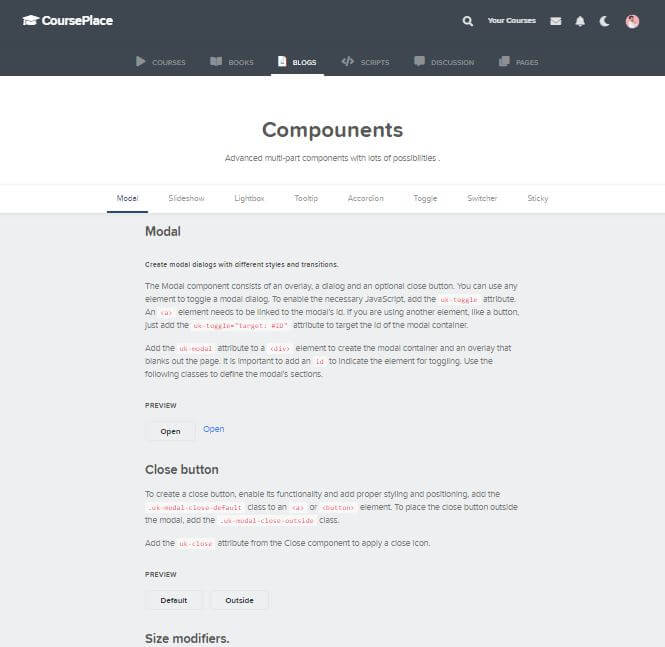 CoursePlace
Your Courses
COURSES BOOKS BLOGS SCRIPTS DISCUSSION PAGES
Compounents
Advanced multi-part components with lots of possibilities .
Modal Slideshow Lightbox Tooltip Accordion Toggle Switcher Sticky
Modal
Create modal dialogs with different styles and transitions.
The Modal component consists of an overlay, a dialog and an optional close button. You can use any
element to toggle a modal dialog. To enable the necessary JavaScript, add the uk-toggle attribute.
An <a> element needs to be linked to the modal's id. If you are using another element, like a button,
just add the uk-toggle="target: #ID" attribute to target the id of the modal container.
Add the uk-modal attribute to a <div> element to create the modal container and an overlay that
blanks out the page. It is important to add an id to indicate the element for toggling. Use the
following classes to define the modal's sections.
PREVIEW
Open Open
Close button
To create a close button, enable its functionality and add proper styling and positioning, add the
.uk-modal-close-default class to an <a> or <button> element. To place the close button outside
the modal, add the .uk-modal-close-outside class.
Add the uk-close attribute from the Close component to apply a close icon.
PREVIEW
Default Outside
Size modifiers.